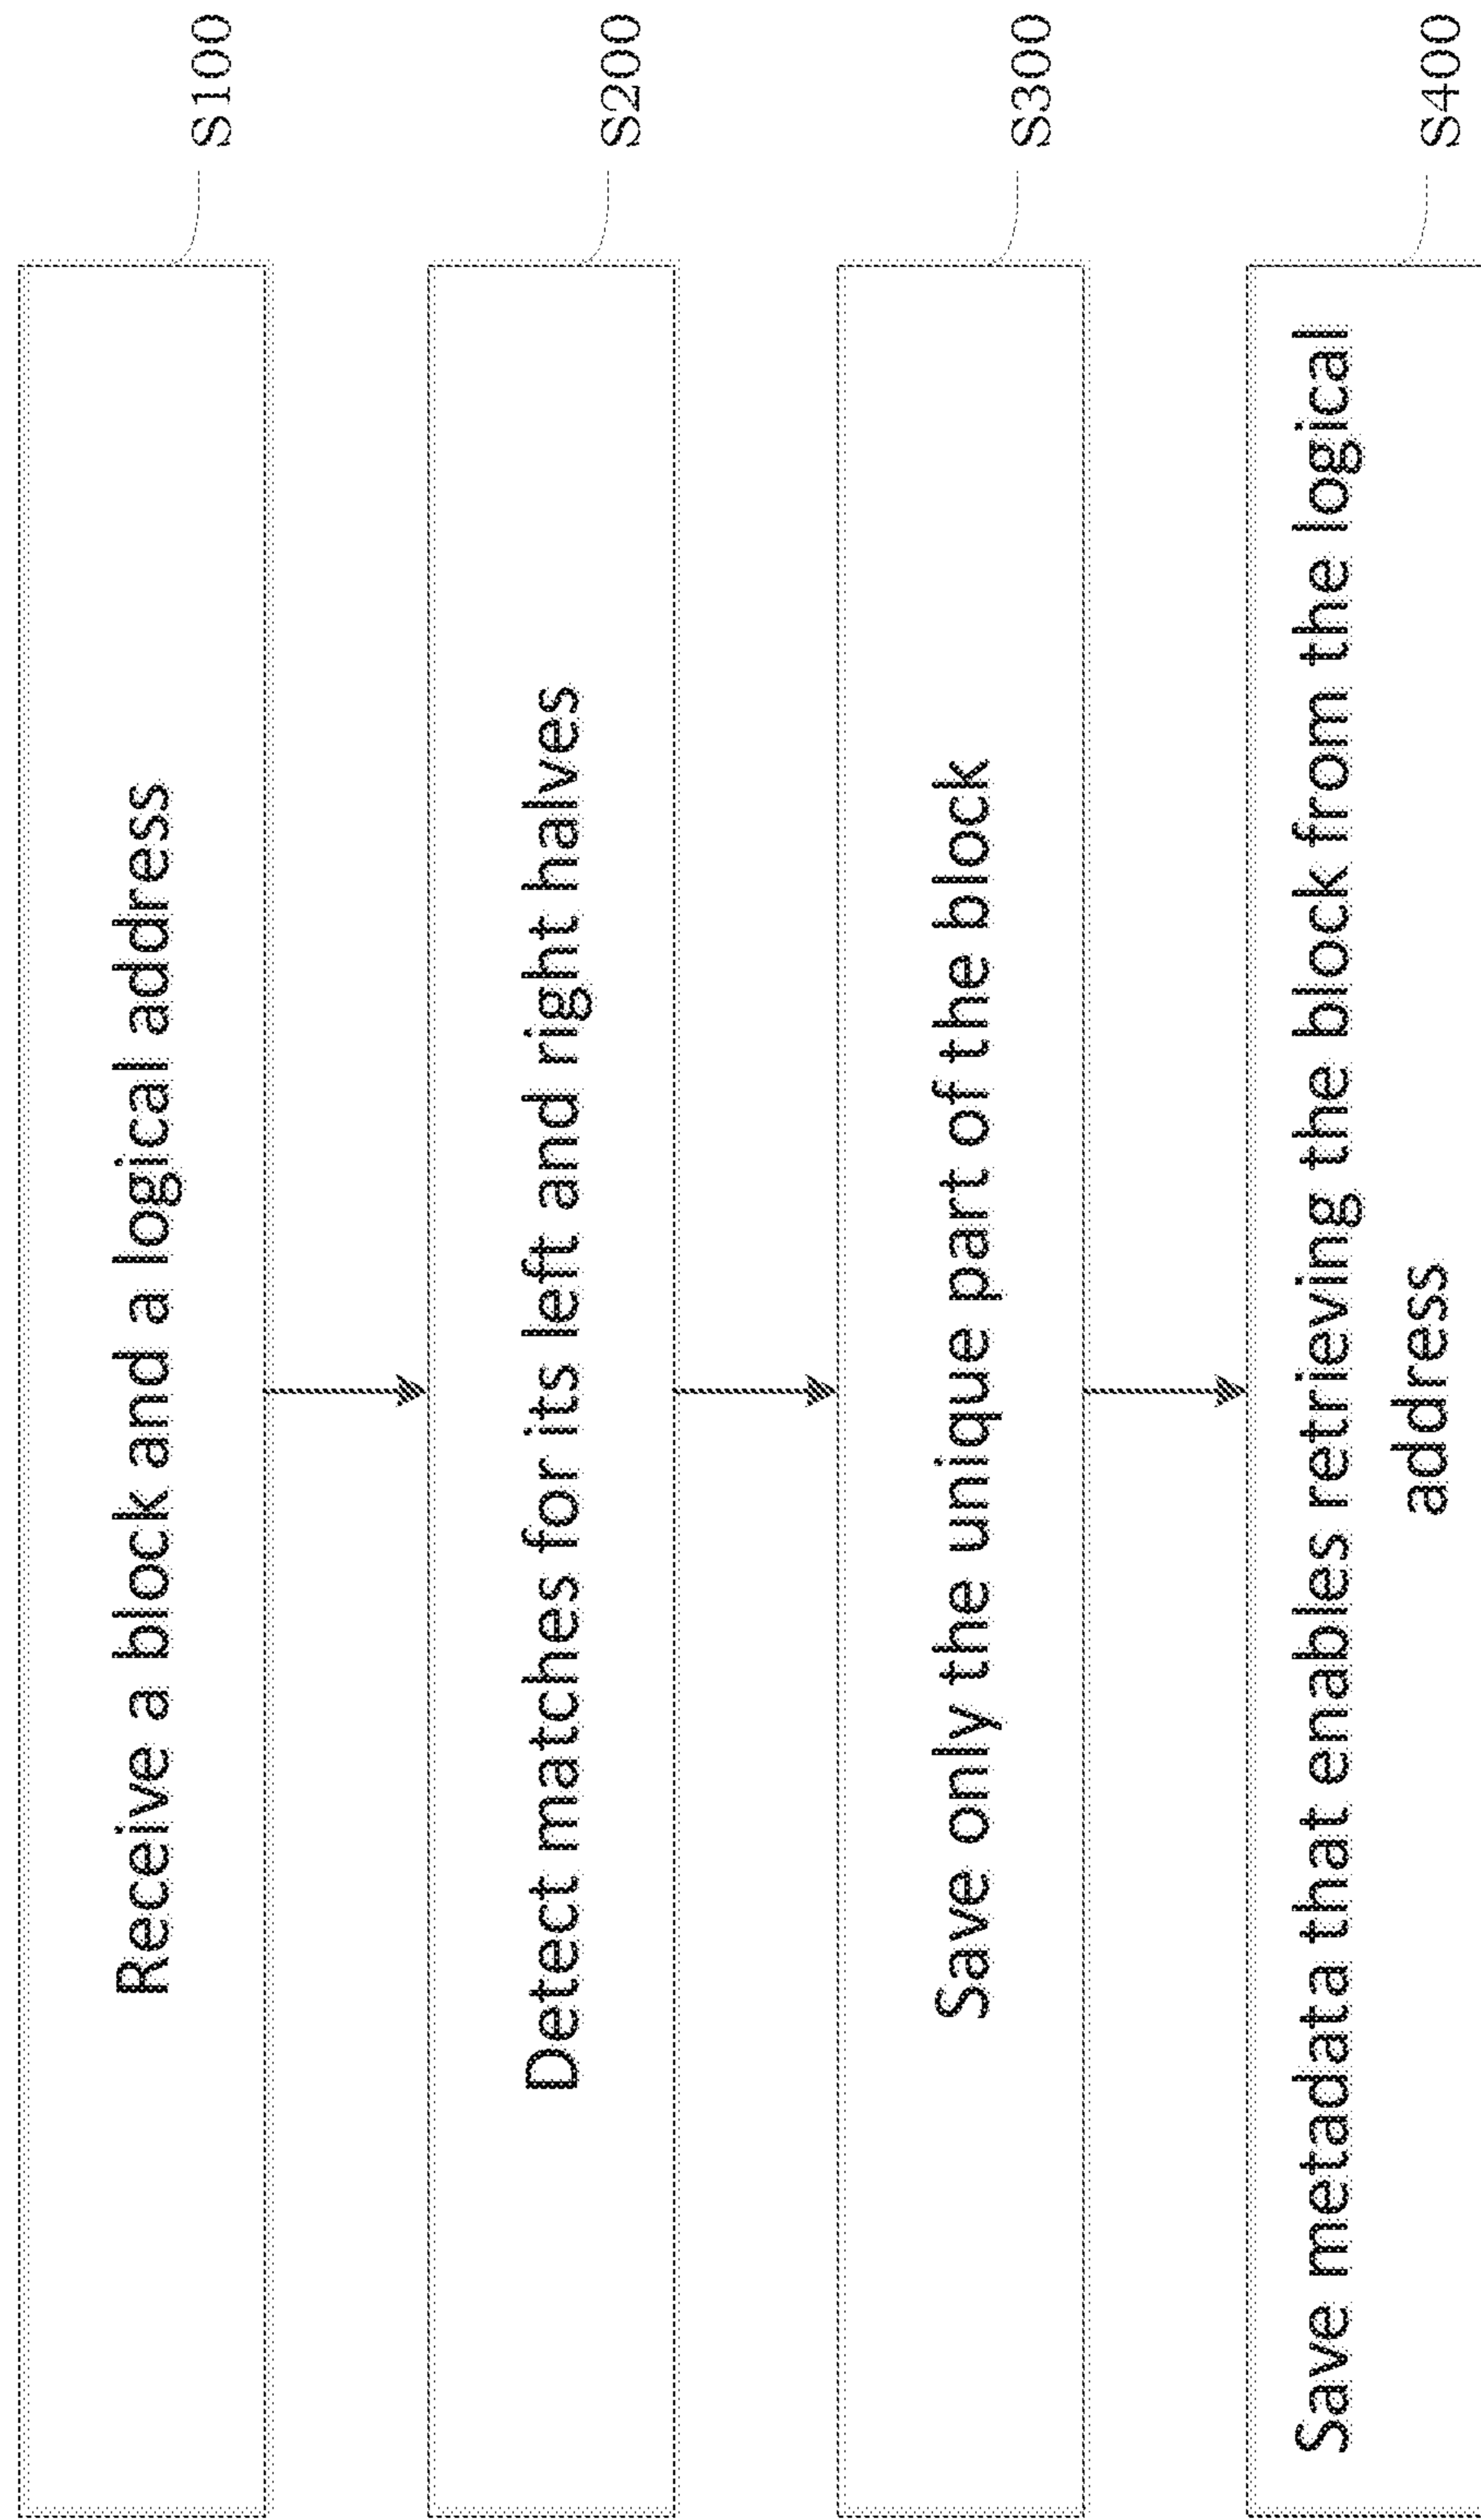 Receive a block and a logical address
S100
Detect matches for its left and right halves
S200
Save only the unique part of the block
S300
Save metadata that enables retrieving the block from the logical
address
S400